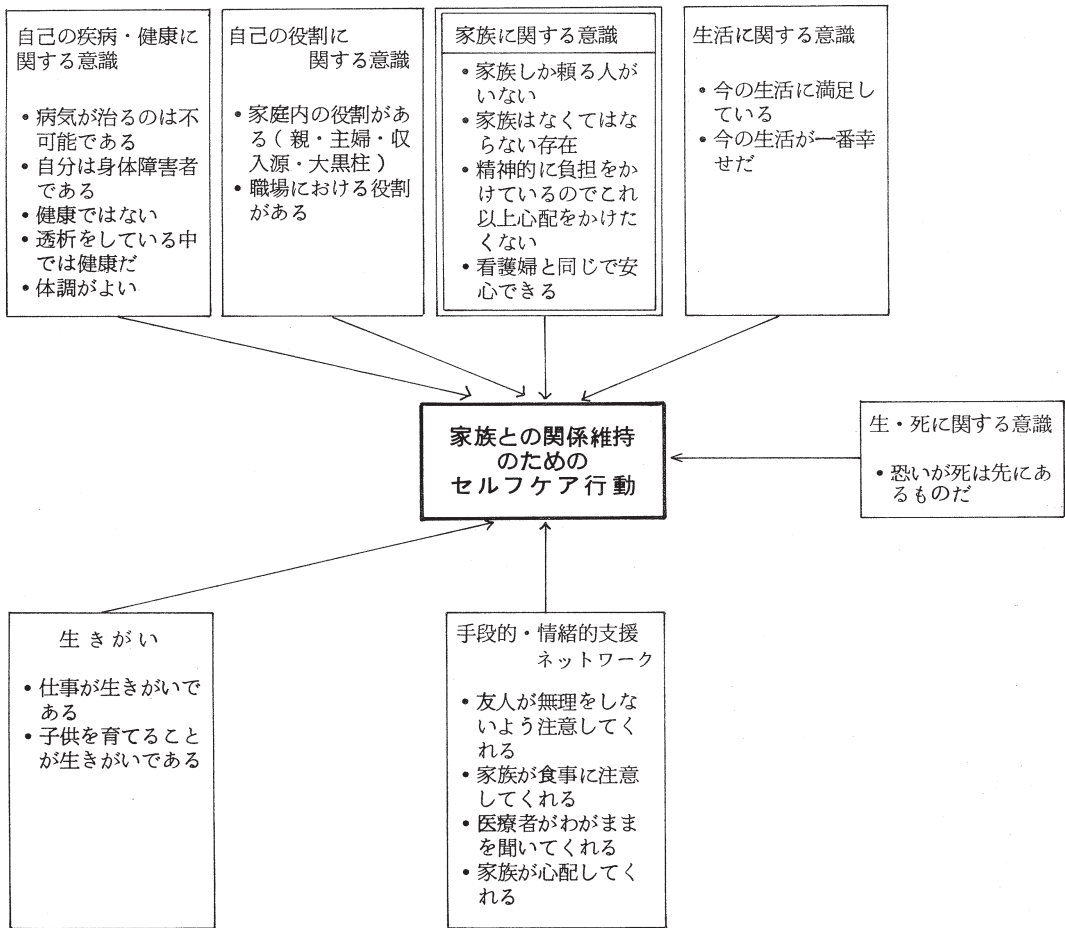 自己の疾病・健康に
関する意識
・病気が治るのは不
可能である
・自分は身体障害者
である
・健康ではない
・透析をしている中
では健康だ
・体調がよい
自己の役割に
関する意識
・家庭内の役割があ
る(親・主婦・収
入源・大黒柱)
・職場における役割
がある
家族に関する意識
・家族しか頼る人が
いない
・家族はなくてはな
らない存在
・精神的に負担をか
けているのでこれ
以上心配をかけた
くない
・看護婦と同じで安
心できる
生活に関する意識
・今の生活に満足し
ている
・今の生活が一番幸
せだ
家族との関係維持
のための
セルフケア行動
生・死に関する意識
・恐いが死は先にあ
るものだ
生きがい
・仕事が生きがいで
ある
・子供を育てること
が生きがいである
手段的・情緒的支援
ネットワーク
・友人が無理をしな
いよう注意してく
れる
・家族が食事に注意
してくれる
・医療者がわがまま
を聞いてくれる
・家族が心配してく
れる